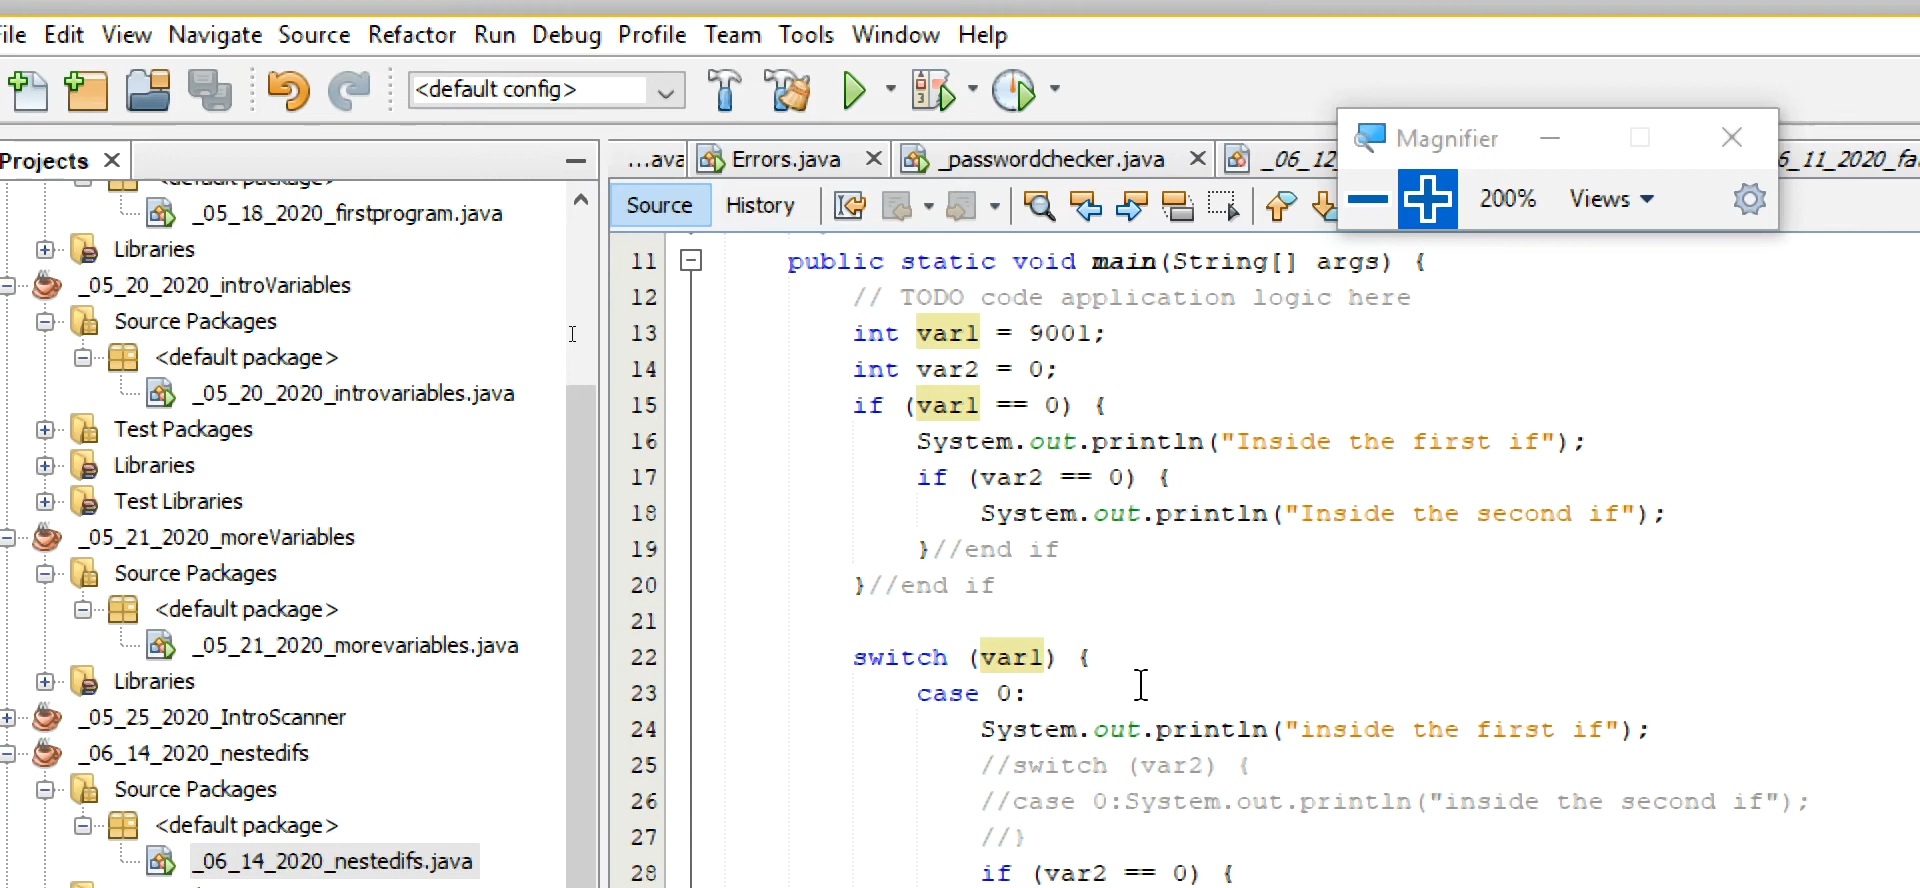 File Edit View Navigate Source Refactor Run Debug Profile Team Tools Window Help
<default config>
Magnifier
200% Views
Projects
...ava Errors.java _passwordchecker.java _06_12 6_11_2020_fa
Source History
<default package>
_05_18_2020_firstprogram.java
Libraries
_05_20_2020_introVariables
Source Packages
<default package>
_05_20_2020_introvariables.java
Test Packages
Libraries
Test Libraries
_05_21_2020_moreVariables
Source Packages
<default package>
_05_21_2020_morevariables.java
Libraries
_05_25_2020_IntroScanner
_06_14_2020_nestedifs
Source Packages
<default package>
_06_14_2020_nestedifs.java
11 public static void main(String[] args) {
12 // TODO code application logic here
13 int var1 = 9001;
14 int var2 = 0;
15 if (var1 == 0) {
16 System.out.println("Inside the first if");
17 if (var2 == 0) {
18 System.out.println("Inside the second if");
19 }//end if
20 }//end if
21
22 switch (var1) {
23 case 0:
24 System.out.println("inside the first if");
25 //switch (var2) {
26 //case 0:System.out.println("inside the second if");
27 //}
28 if (var2 == 0) {